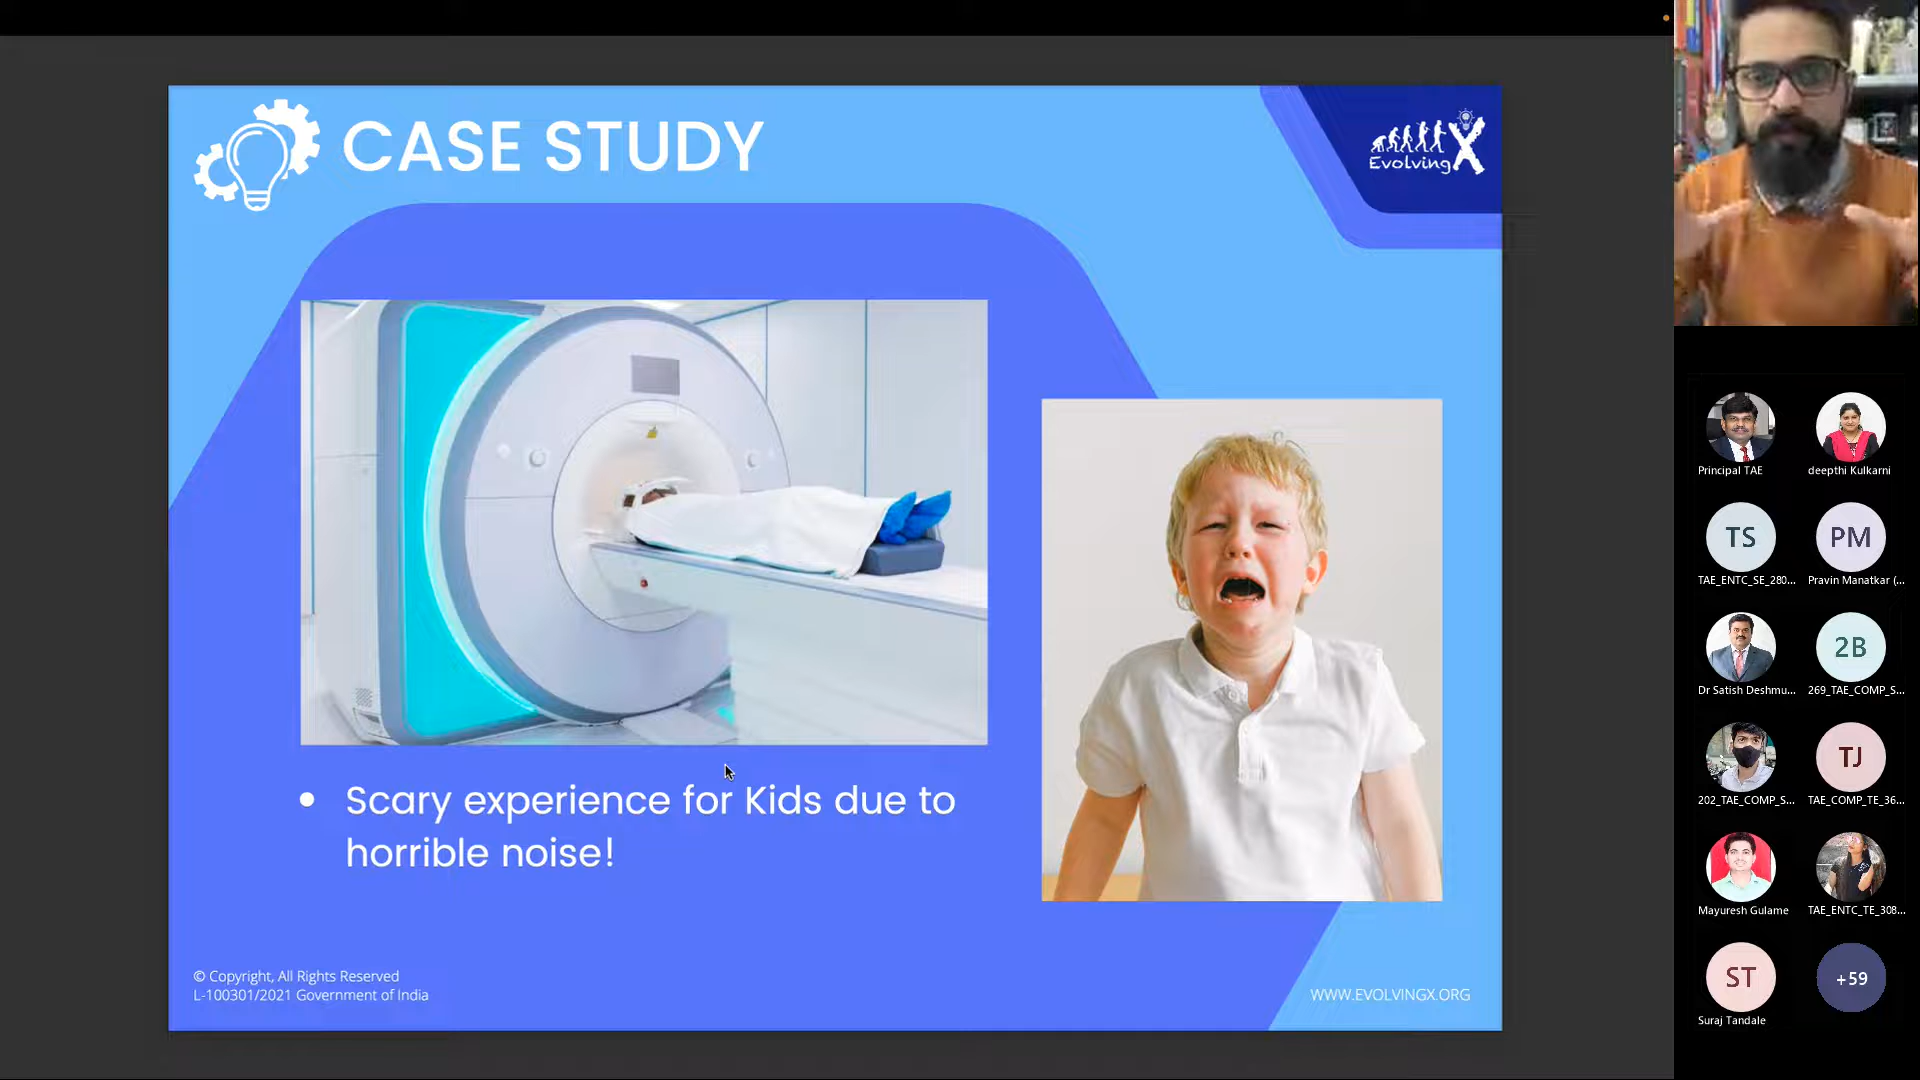 CASE STUDY
EvolvingX
• Scary experience for Kids due to
horrible noise!
© Copyright, All Rights Reserved
L-100301/2021 Government of India
WWW.EVOLVINGX.ORG
Principal TAE
deepthi Kulkarni
TS
PM
TAE_ENTC_SE_280...
Pravin Manatkar (...
2B
Dr Satish Deshmu...
269_TAE_COMP_S...
TJ
202_TAE_COMP_S...
TAE_COMP_TE_36...
Mayuresh Gulame
TAE_ENTC_TE_308...
ST
+59
Suraj Tandale